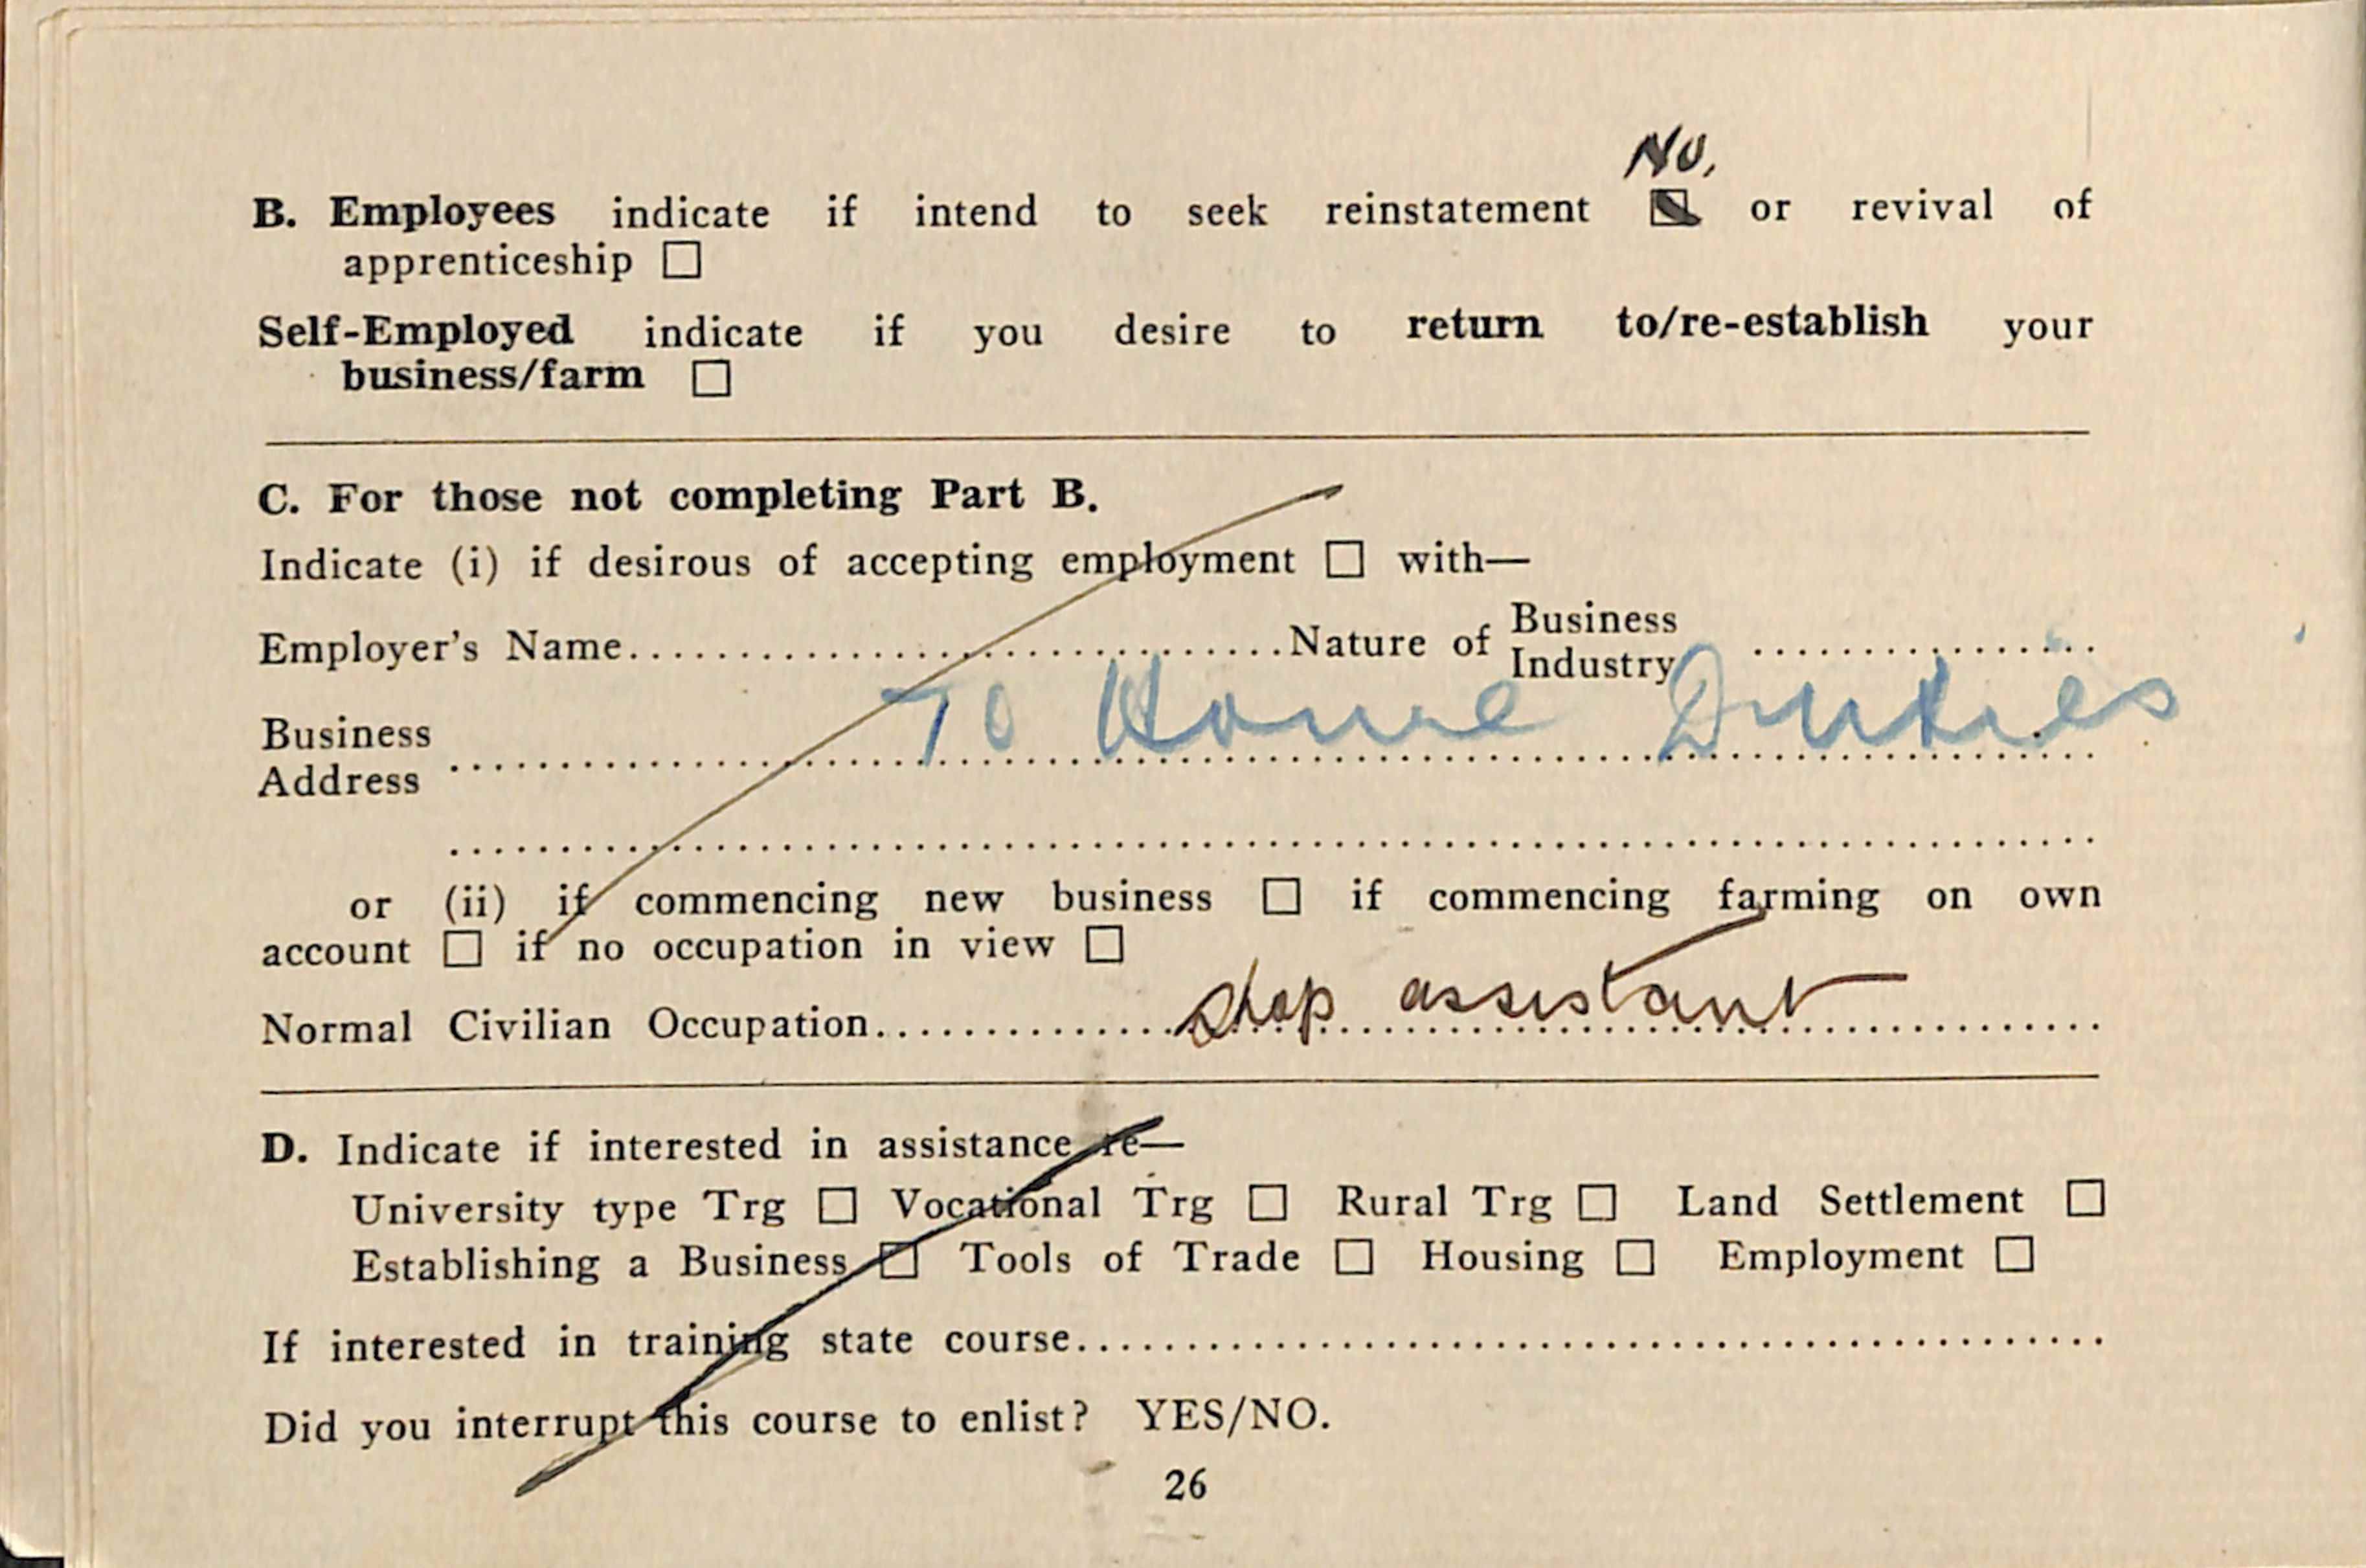 No.
B. Employees indicate if intend to seek reinstatement or revival of
apprenticeship
Self-Employed indicate if you desire to return to/re-establish your
business/farm
C. For those not completing Part B.
Indicate (i) if desirous of accepting employment with—
Employer's Name..............................Nature of Business Industry ................
To Home Duties
Business Address ................................................................
................................................................
or (ii) if commencing new business if commencing farming on own
account if no occupation in view
Normal Civilian Occupation..............Shop assistant..............
D. Indicate if interested in assistance re—
University type Trg Vocational Trg Rural Trg Land Settlement
Establishing a Business Tools of Trade Housing Employment
If interested in training state course........................................
Did you interrupt this course to enlist? YES/NO.
26